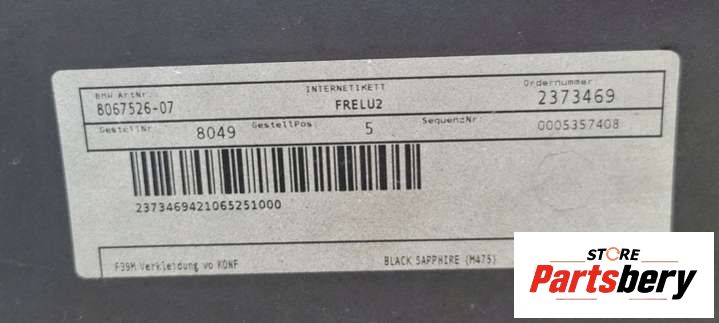 INTERNETIKETT
BMW ArtNr.
8067526-07
FRELU2
Ordernummer
2373469
GestellNr
8049
GestellPos
5
SequenzNr
0005357408
2373469421065251000
F39M Verkleidung vo KONF
BLACK SAPPHIRE (M475)
STORE
Partsbery